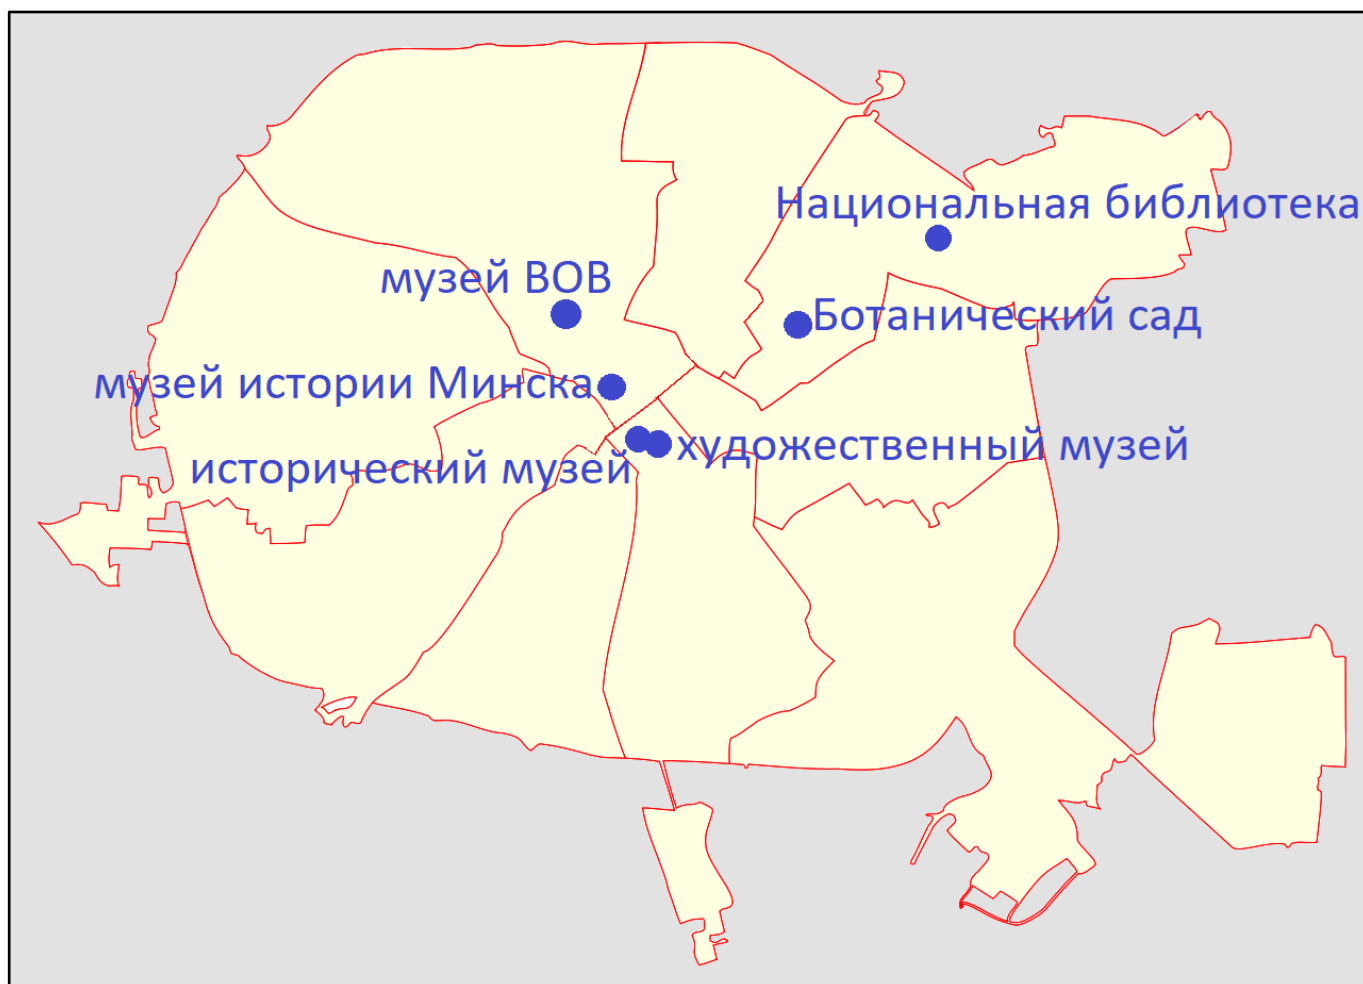 Национальная библиотека
музей ВОВ
Ботанический сад
музей истории Минска
художественный музей
исторический музей